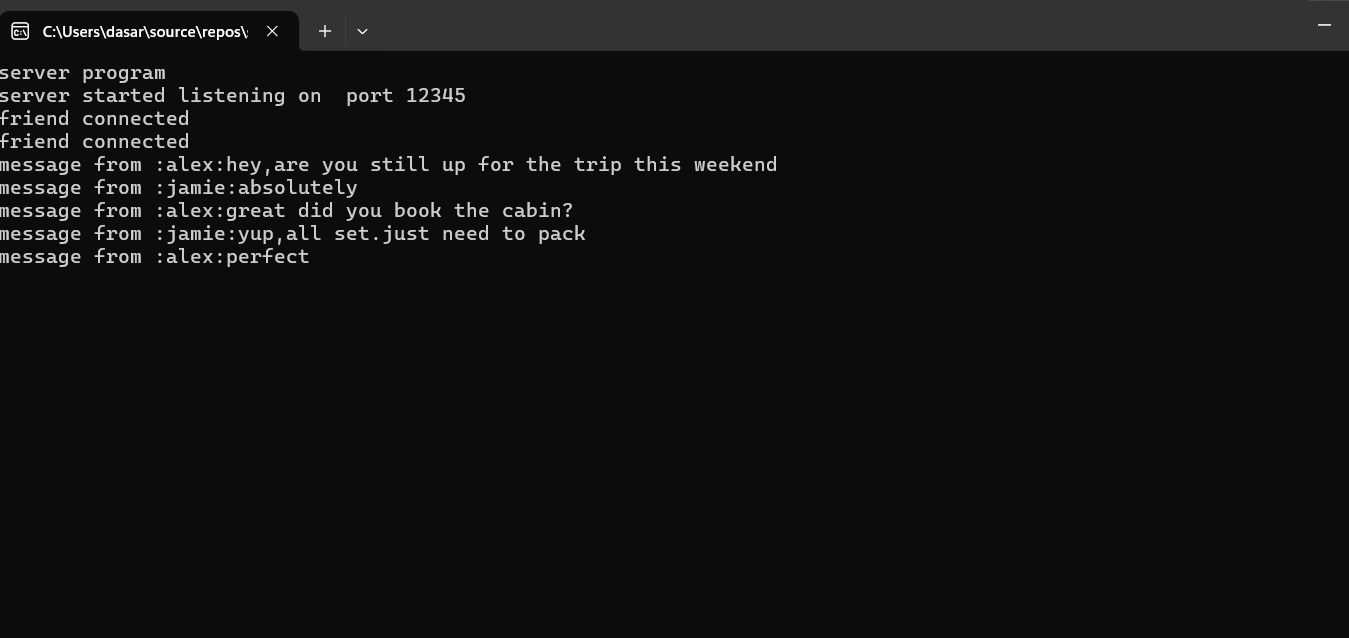 C:\Users\dasar\source\repos\
server program
server started listening on  port 12345
friend connected
friend connected
message from :alex:hey,are you still up for the trip this weekend
message from :jamie:absolutely
message from :alex:great did you book the cabin?
message from :jamie:yup,all set.just need to pack
message from :alex:perfect